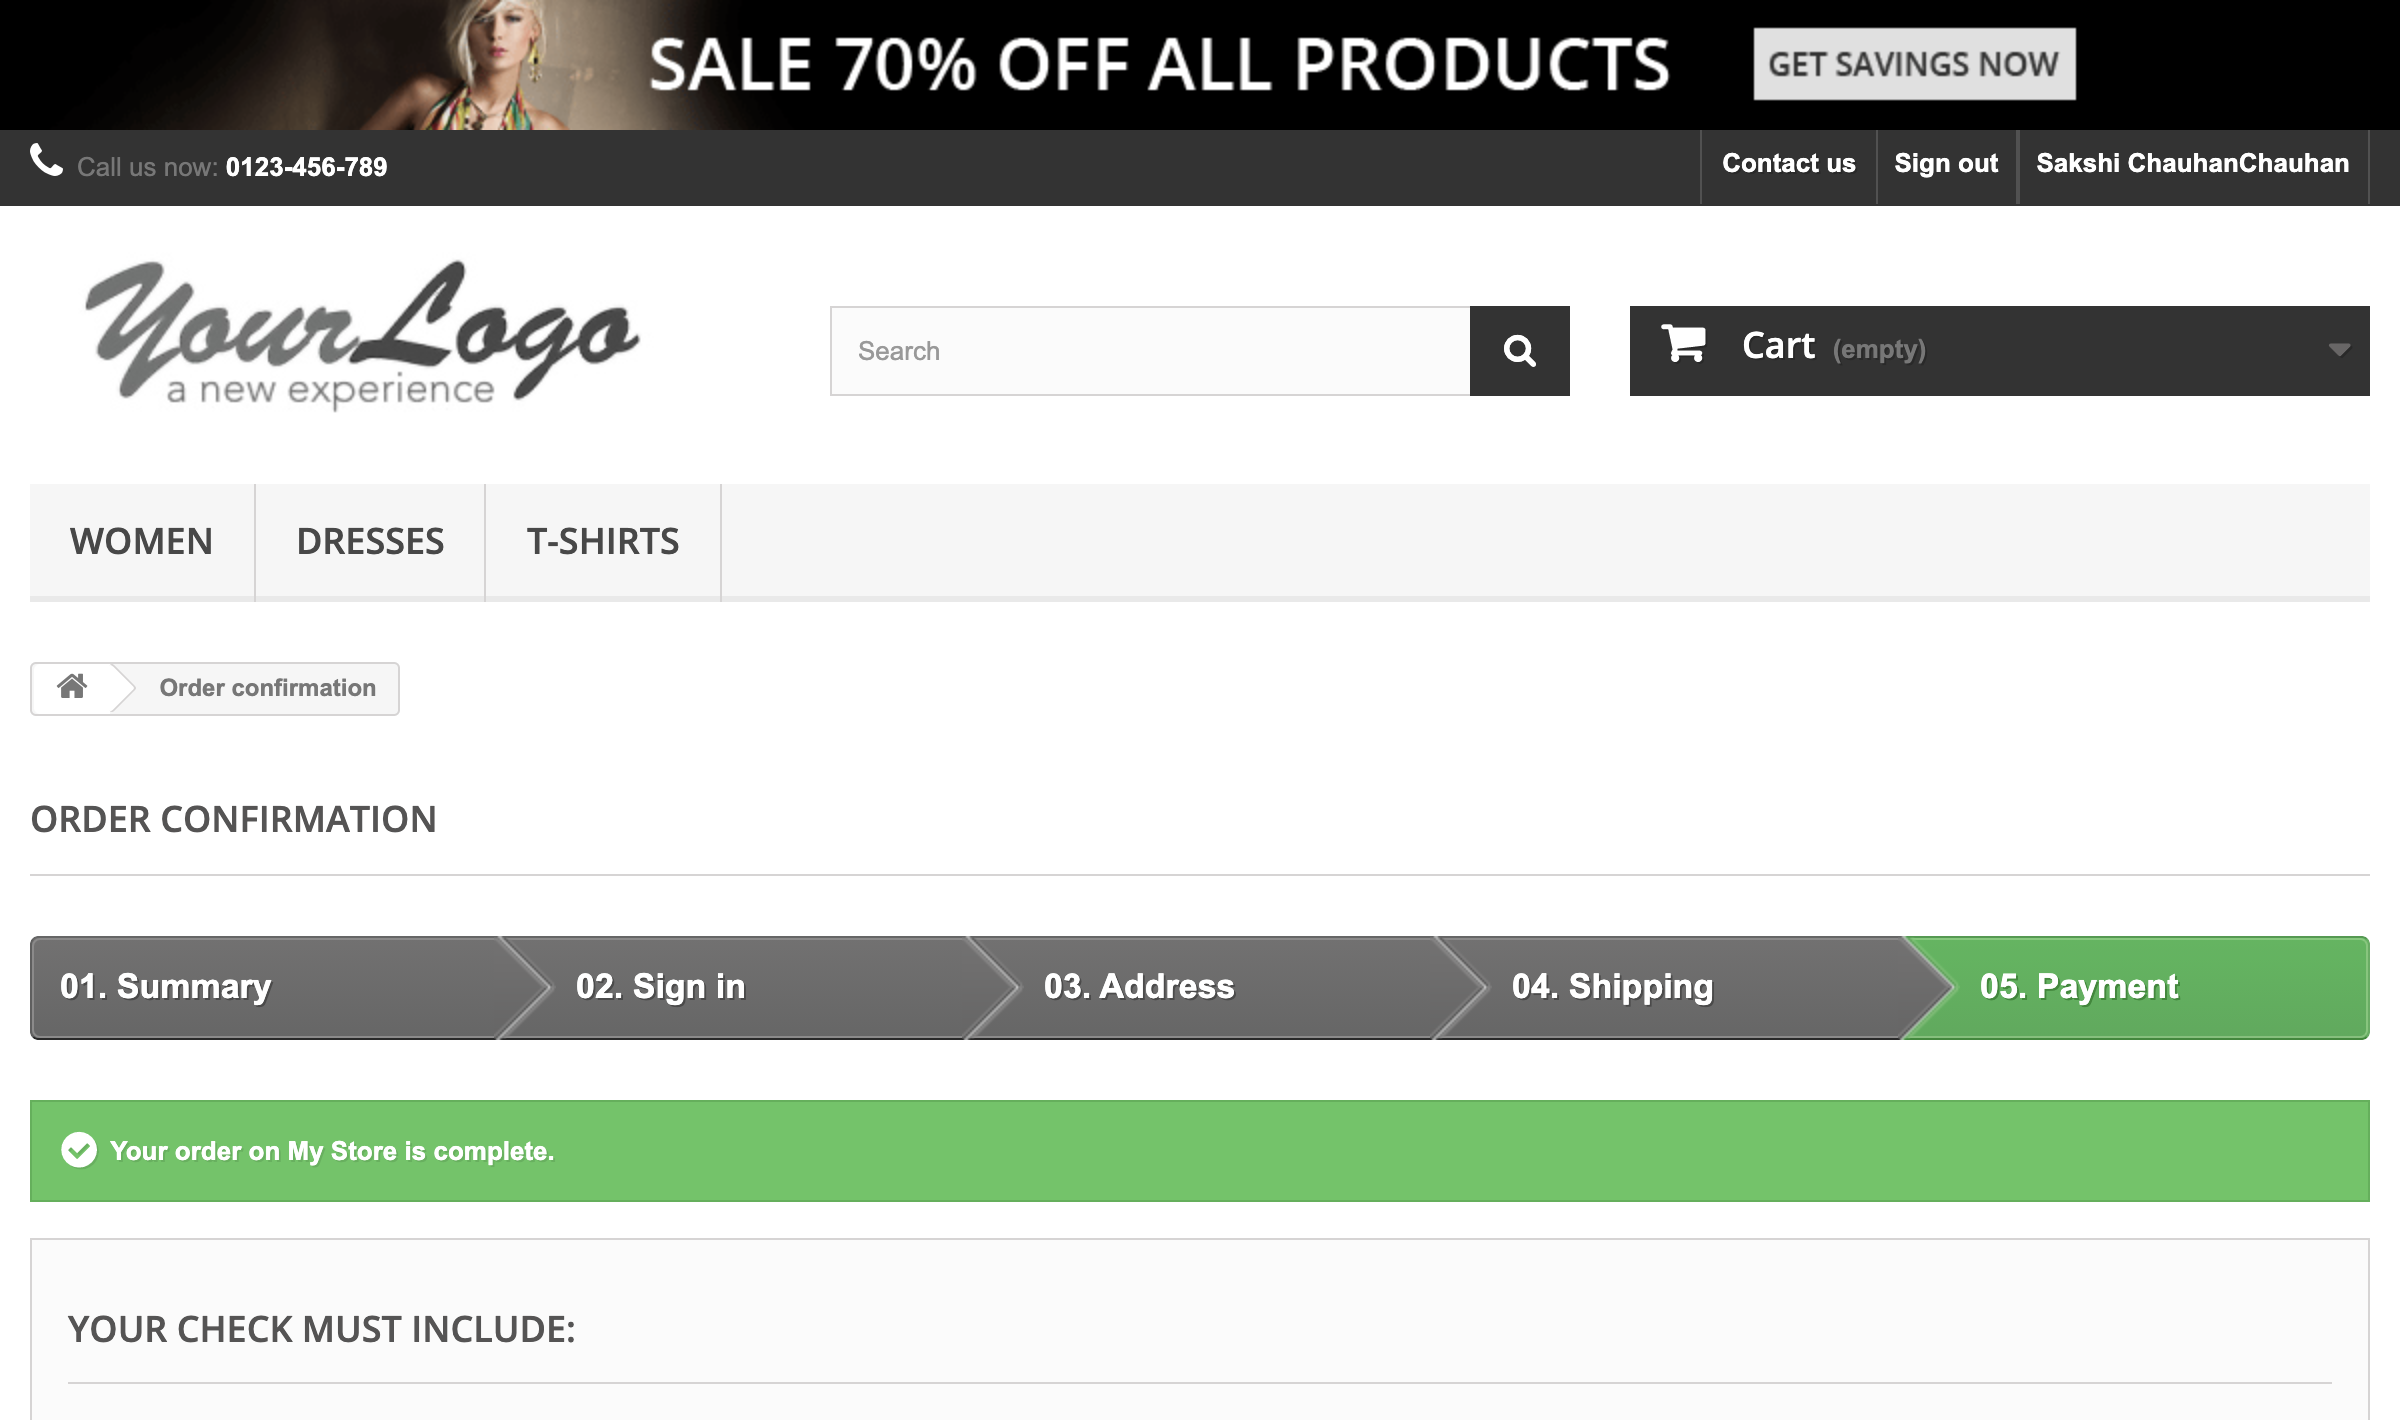 SALE 70% OFF ALL PRODUCTS
GET SAVINGS NOW
Call us now: 0123-456-789
Contact us
Sign out
Sakshi ChauhanChauhan
YourLogo
a new experience
Search
Cart (empty)
WOMEN
DRESSES
T-SHIRTS
Order confirmation
ORDER CONFIRMATION
01. Summary
02. Sign in
03. Address
04. Shipping
05. Payment
Your order on My Store is complete.
YOUR CHECK MUST INCLUDE: